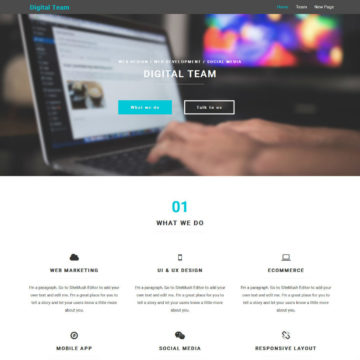 Digital Team
Home Team New Page
WEB DESIGN / WEB DEVELOPMENT / SOCIAL MEDIA
DIGITAL TEAM
What we do Talk to us
01
WHAT WE DO
WEB MARKETING UI & UX DESIGN ECOMMERCE
I'm a paragraph. Go to SiteMush Editor to add your own text and edit me. I'm a great place for you to tell a story and let your users know a little more about you.
I'm a paragraph. Go to SiteMush Editor to add your own text and edit me. I'm a great place for you to tell a story and let your users know a little more about you.
I'm a paragraph. Go to SiteMush Editor to add your own text and edit me. I'm a great place for you to tell a story and let your users know a little more about you.
MOBILE APP SOCIAL MEDIA RESPONSIVE LAYOUT